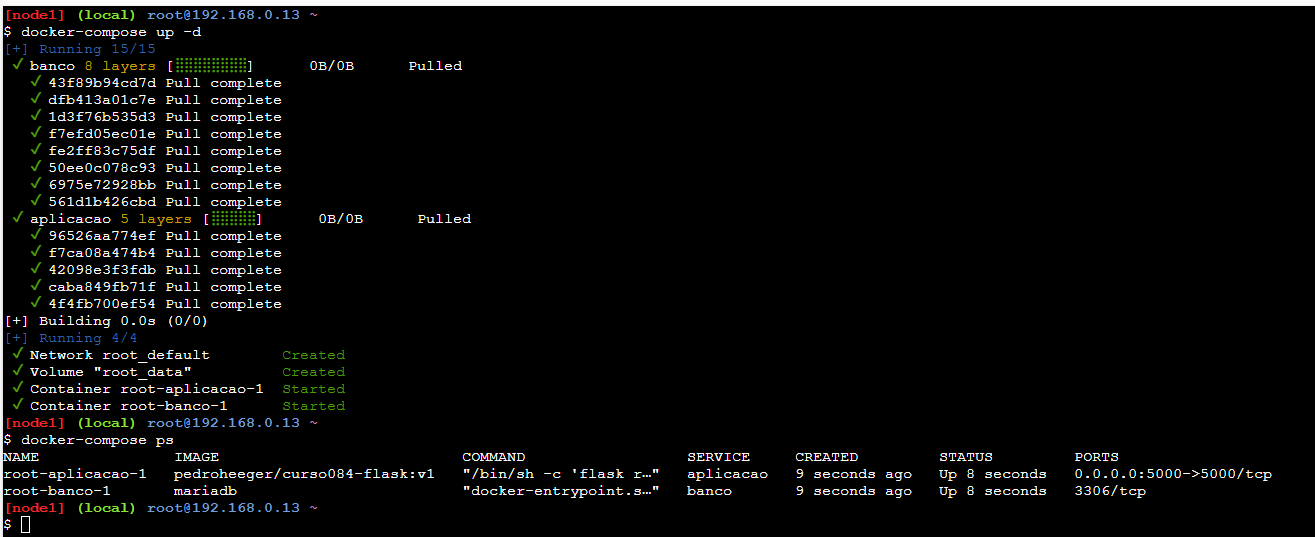 [node1] (local) root@192.168.0.13 ~
$ docker-compose up -d
[+] Running 15/15
✓ banco 8 layers [⣿⣿⣿⣿⣿⣿⣿⣿] 0B/0B Pulled
✓ 43f89b94cd7d Pull complete
✓ dfb413a01c7e Pull complete
✓ 1d3f76b535d3 Pull complete
✓ f7efd05ec01e Pull complete
✓ fe2ff83c75df Pull complete
✓ 50ee0c078c93 Pull complete
✓ 6975e72928bb Pull complete
✓ 561d1b426cbd Pull complete
✓ aplicacao 5 layers [⣿⣿⣿⣿⣿] 0B/0B Pulled
✓ 96526aa774ef Pull complete
✓ f7ca08a474b4 Pull complete
✓ 42098e3f3fdb Pull complete
✓ caba849fb71f Pull complete
✓ 4f4fb700ef54 Pull complete
[+] Building 0.0s (0/0)
[+] Running 4/4
✓ Network root_default Created
✓ Volume "root_data" Created
✓ Container root-aplicacao-1 Started
✓ Container root-banco-1 Started
[node1] (local) root@192.168.0.13 ~
$ docker-compose ps
NAME IMAGE COMMAND SERVICE CREATED STATUS PORTS
root-aplicacao-1 pedroheeger/curso084-flask:v1 "/bin/sh -c 'flask r…" aplicacao 9 seconds ago Up 8 seconds 0.0.0.0:5000->5000/tcp
root-banco-1 mariadb "docker-entrypoint.s…" banco 9 seconds ago Up 8 seconds 3306/tcp
[node1] (local) root@192.168.0.13 ~
$